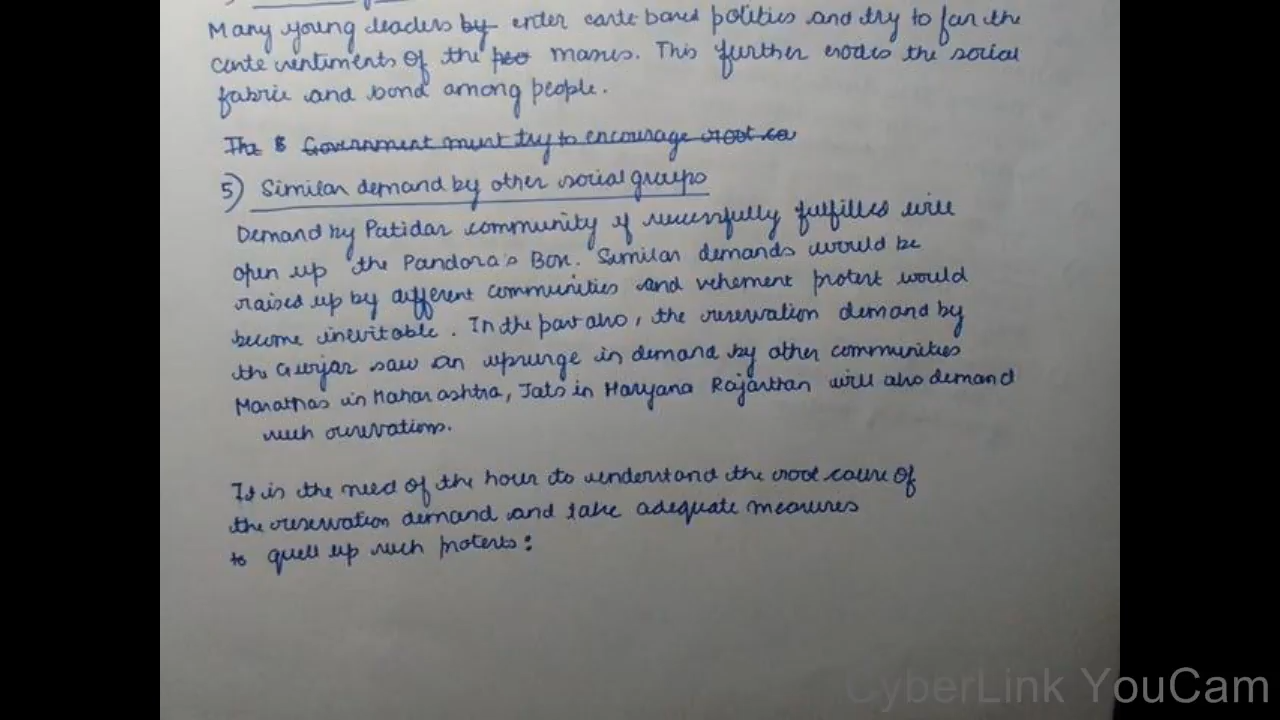 Many young leaders by enter caste based politics and try to fan the
caste sentiments of the masses. This further erodes the social
fabric and bond among people.
The $ Government must try to encourage root ca
5) Similar demand by other social groups
Demand by Patidar community if successfully fulfilled will
open up the Pandora's Box. Similar demands would be
raised up by different communities and vehement protest would
become inevitable. In the past also, the reservation demand by
the Gurjar saw an upsurge in demand by other communities
Marathas in Maharashtra, Jats in Haryana Rajasthan will also demand
such reservations.
It is the need of the hour to understand the root cause of
the reservation demand and take adequate measures
to quell up such protests:
CyberLink YouCam